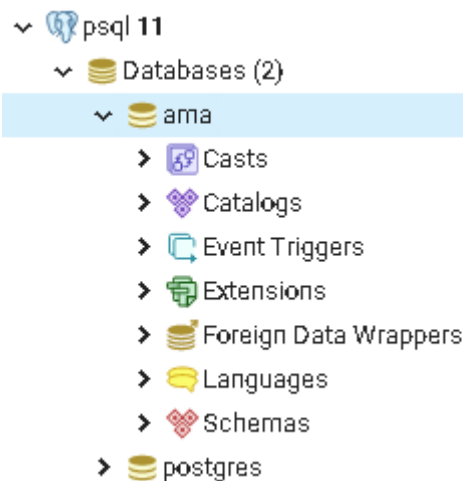 psql 11
Databases (2)
ama
Casts
Catalogs
Event Triggers
Extensions
Foreign Data Wrappers
Languages
Schemas
postgres